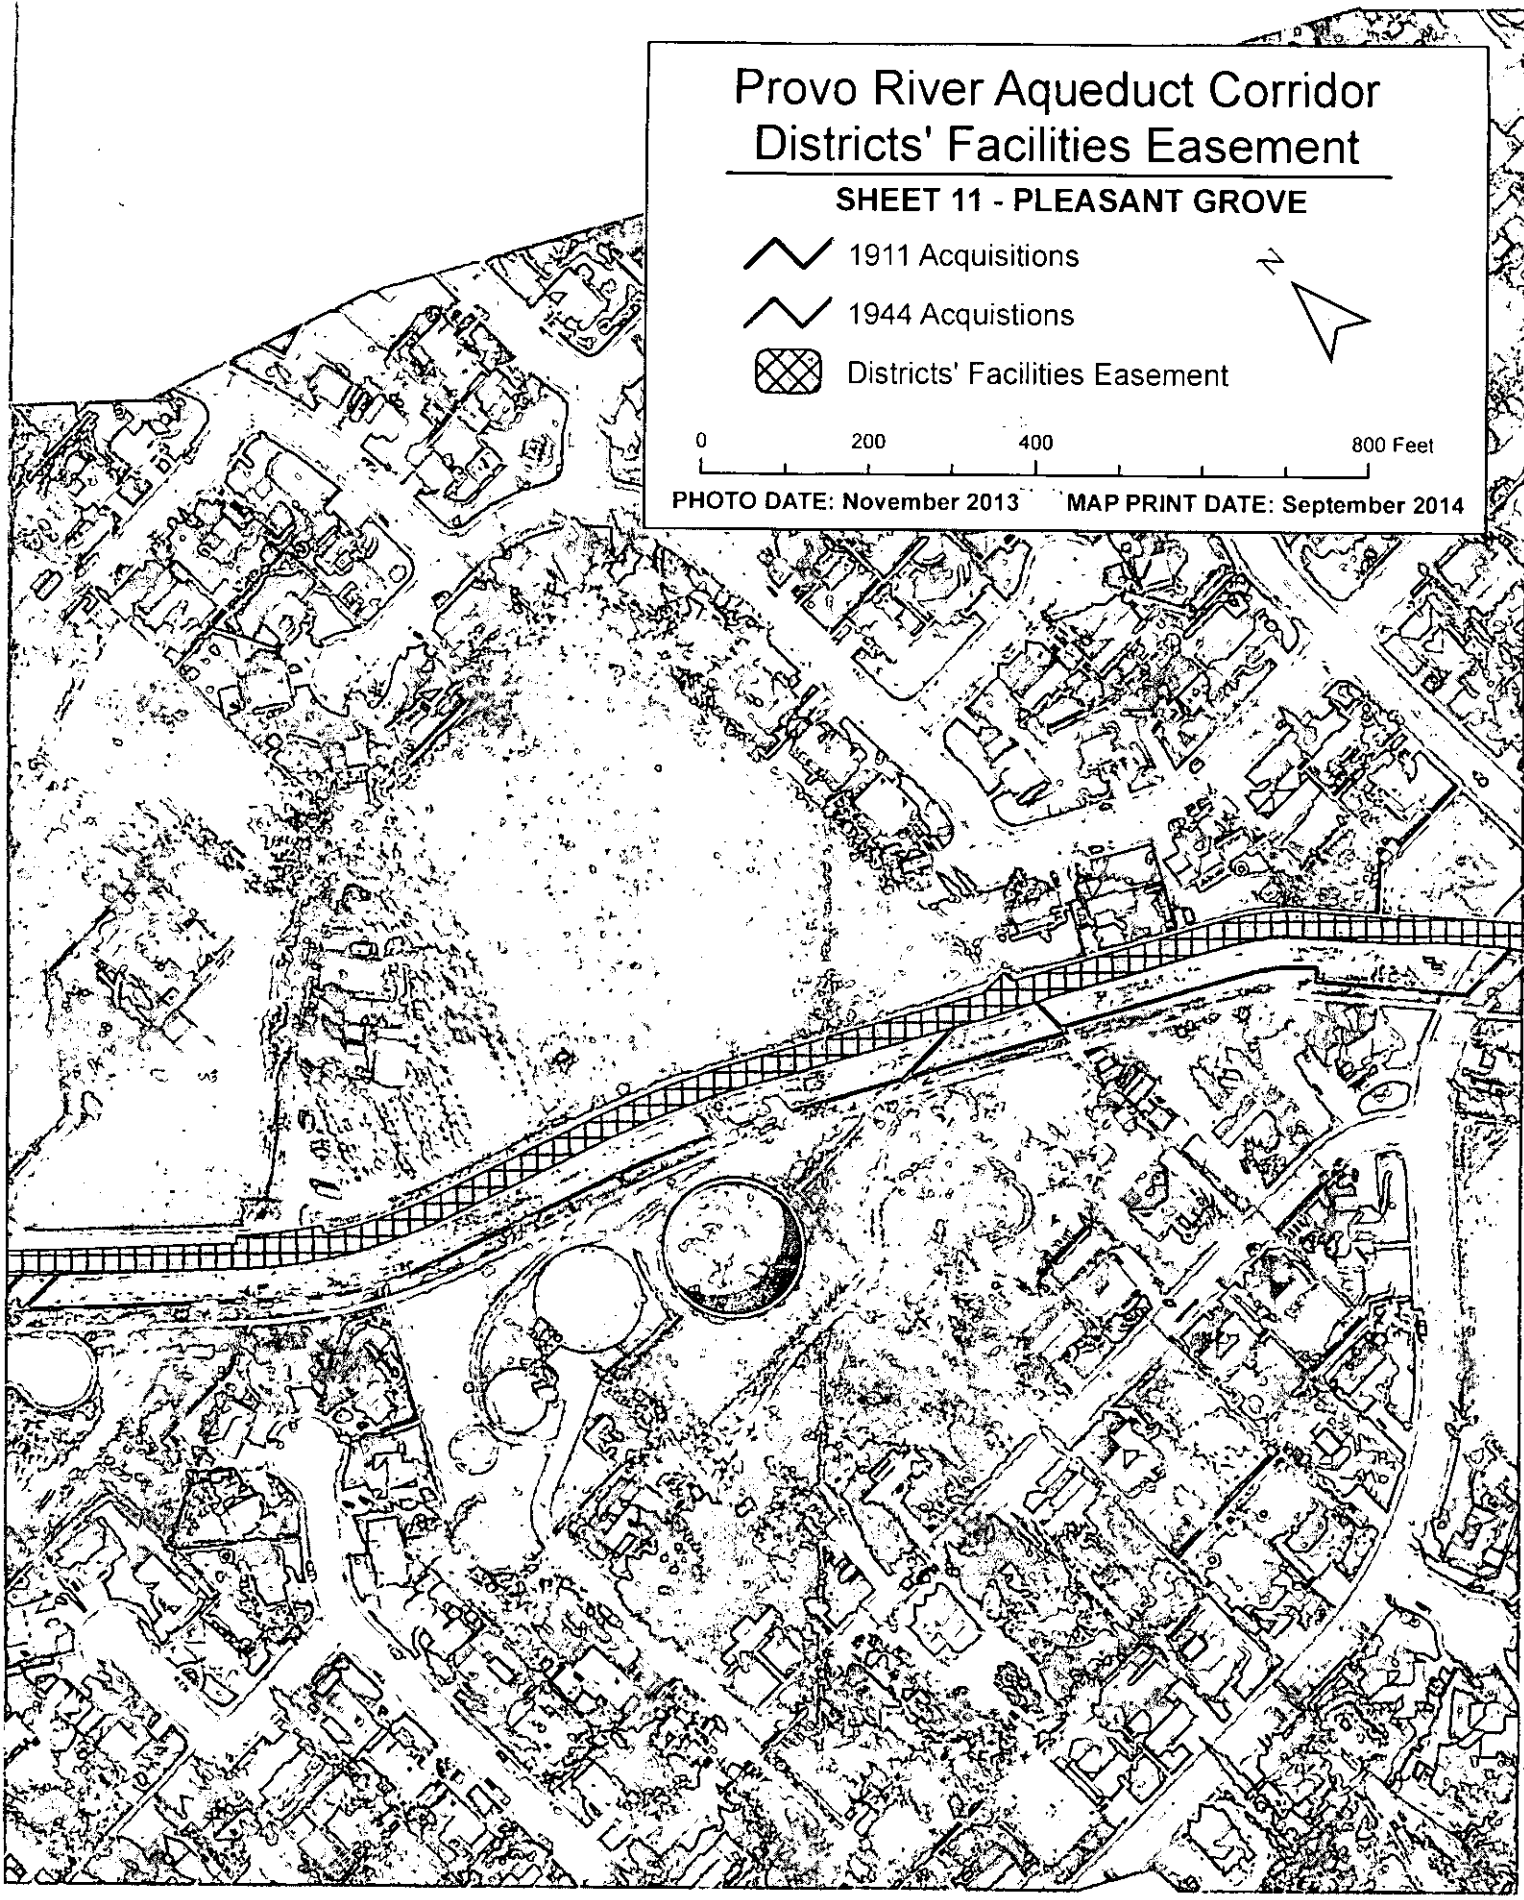 Provo River Aqueduct Corridor
Districts' Facilities Easement
SHEET 11 - PLEASANT GROVE
1911 Acquisitions
N
1944 Acquistions
Districts' Facilities Easement
0 200 400 800 Feet
PHOTO DATE: November 2013 MAP PRINT DATE: September 2014